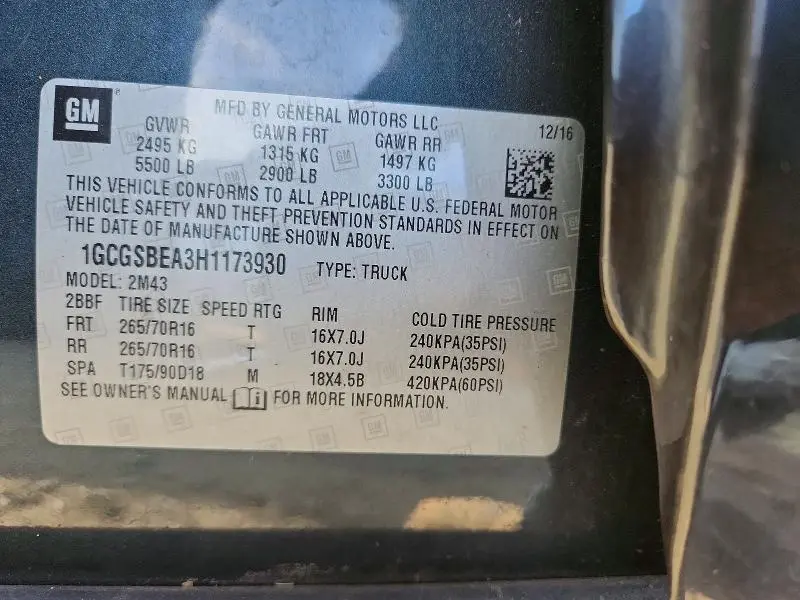 GM
MFD BY GENERAL MOTORS LLC
GVWR GAWR FRT GAWR RR 12/16
2495 KG 1315 KG 1497 KG
5500 LB 2900 LB 3300 LB
THIS VEHICLE CONFORMS TO ALL APPLICABLE U.S. FEDERAL MOTOR
VEHICLE SAFETY AND THEFT PREVENTION STANDARDS IN EFFECT ON
THE DATE OF MANUFACTURE SHOWN ABOVE.
1GCGSBEA3H1173930 TYPE: TRUCK
MODEL: 2M43
2BBF TIRE SIZE SPEED RTG RIM COLD TIRE PRESSURE
FRT 265/70R16 T 16X7.0J 240KPA(35PSI)
RR 265/70R16 T 16X7.0J 240KPA(35PSI)
SPA T175/90D18 M 18X4.5B 420KPA(60PSI)
SEE OWNER'S MANUAL i FOR MORE INFORMATION.